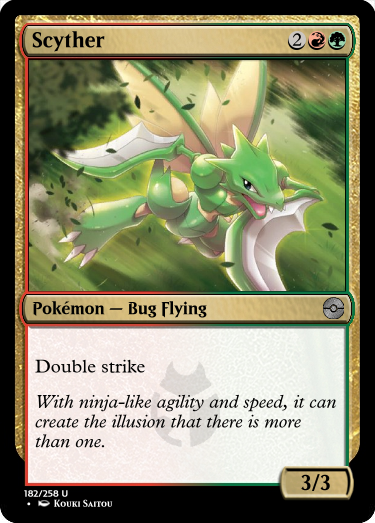 Scyther 2
Pokémon — Bug Flying
Double strike
With ninja-like agility and speed, it can
create the illusion that there is more
than one.
3/3
182/258 U
• Kouki Saitou